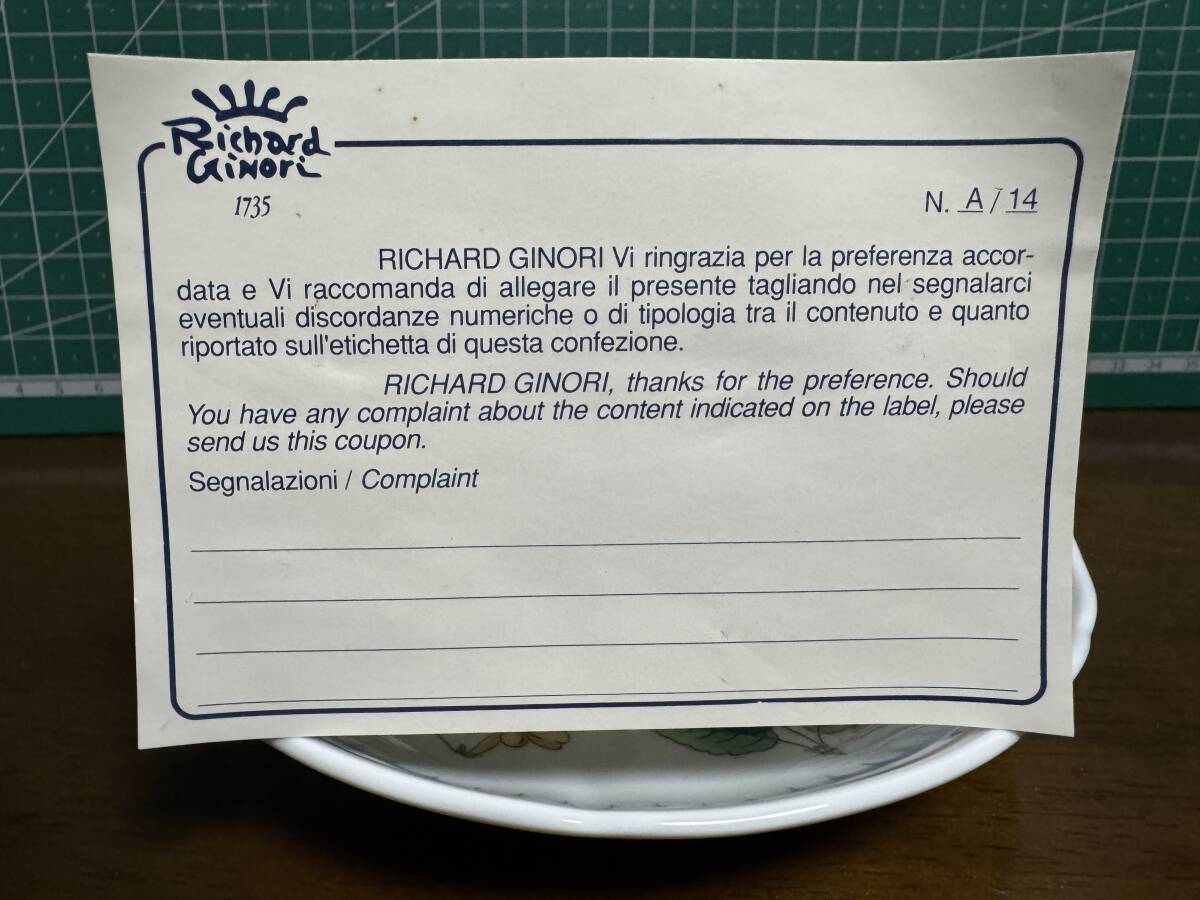 Richard
Ginori
1735
N. A / 14
RICHARD GINORI Vi ringrazia per la preferenza accor-
data e Vi raccomanda di allegare il presente tagliando nel segnalarci
eventuali discordanze numeriche o di tipologia tra il contenuto e quanto
riportato sull'etichetta di questa confezione.
RICHARD GINORI, thanks for the preference. Should
You have any complaint about the content indicated on the label, please
send us this coupon.
Segnalazioni / Complaint